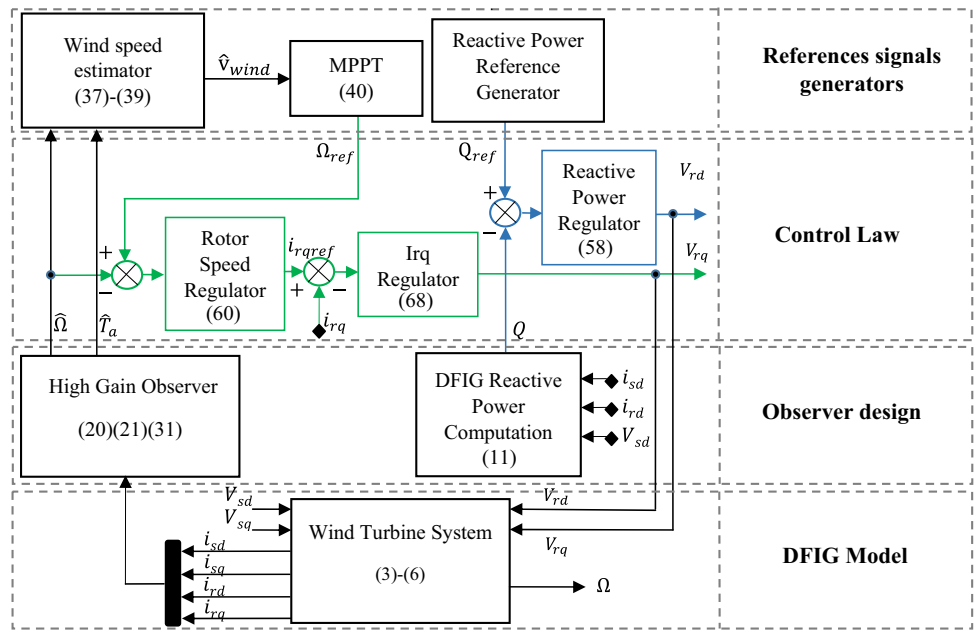 Wind speed
estimator
(37)-(39)
v̂wind
MPPT
(40)
Reactive Power
Reference
Generator
References signals
generators
Ωref
Qref
+
−
Reactive
Power
Regulator
(58)
Vrd
Vrq
Control Law
+
−
Rotor
Speed
Regulator
(60)
irqref
+
−
irq
Irq
Regulator
(68)
Ω̂
T̂a
Q
High Gain Observer
(20)(21)(31)
DFIG Reactive
Power
Computation
(11)
isd
ird
Vsd
Observer design
Vsd
Vsq
isd
isq
ird
irq
Wind Turbine System
(3)-(6)
Vrd
Vrq
Ω
DFIG Model